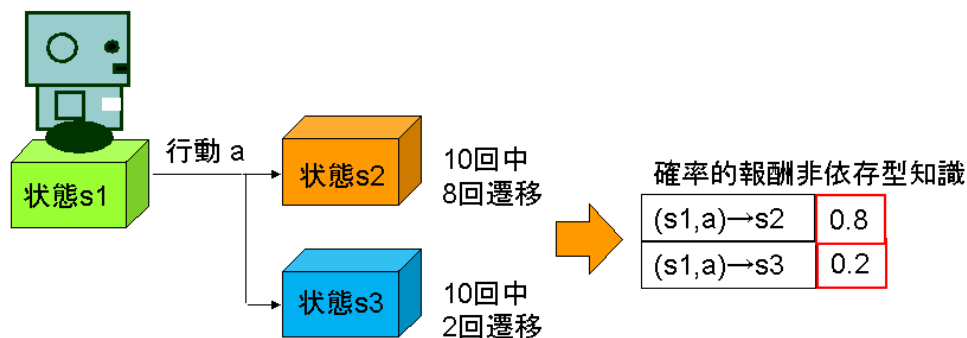 行動 a
状態s1
状態s2
10回中
8回遷移
状態s3
10回中
2回遷移
確率的報酬非依存型知識
(s1,a)→s2 0.8
(s1,a)→s3 0.2